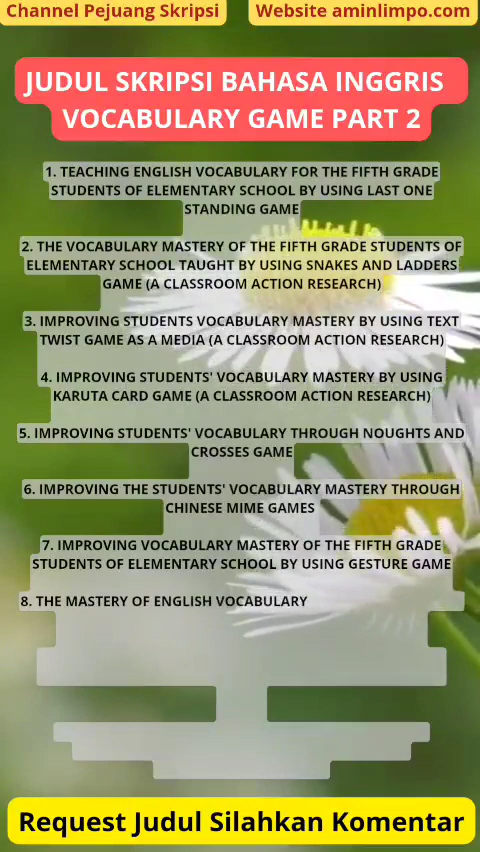 Channel Pejuang Skripsi
Website aminlimpo.com
JUDUL SKRIPSI BAHASA INGGRIS
VOCABULARY GAME PART 2
1. TEACHING ENGLISH VOCABULARY FOR THE FIFTH GRADE
STUDENTS OF ELEMENTARY SCHOOL BY USING LAST ONE
STANDING GAME
2. THE VOCABULARY MASTERY OF THE FIFTH GRADE STUDENTS OF
ELEMENTARY SCHOOL TAUGHT BY USING SNAKES AND LADDERS
GAME (A CLASSROOM ACTION RESEARCH)
3. IMPROVING STUDENTS VOCABULARY MASTERY BY USING TEXT
TWIST GAME AS A MEDIA (A CLASSROOM ACTION RESEARCH)
4. IMPROVING STUDENTS' VOCABULARY MASTERY BY USING
KARUTA CARD GAME (A CLASSROOM ACTION RESEARCH)
5. IMPROVING STUDENTS' VOCABULARY THROUGH NOUGHTS AND
CROSSES GAME
6. IMPROVING THE STUDENTS' VOCABULARY MASTERY THROUGH
CHINESE MIME GAMES
7. IMPROVING VOCABULARY MASTERY OF THE FIFTH GRADE
STUDENTS OF ELEMENTARY SCHOOL BY USING GESTURE GAME
8. THE MASTERY OF ENGLISH VOCABULARY
Request Judul Silahkan Komentar